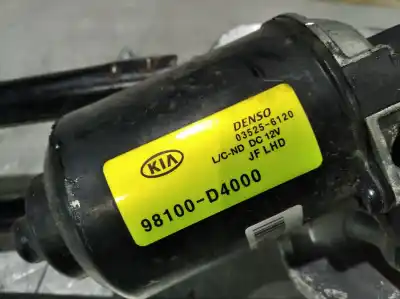 DENSO
03525-6120
L/C-ND DC 12V
JF LHD
KIA
98100-D4000